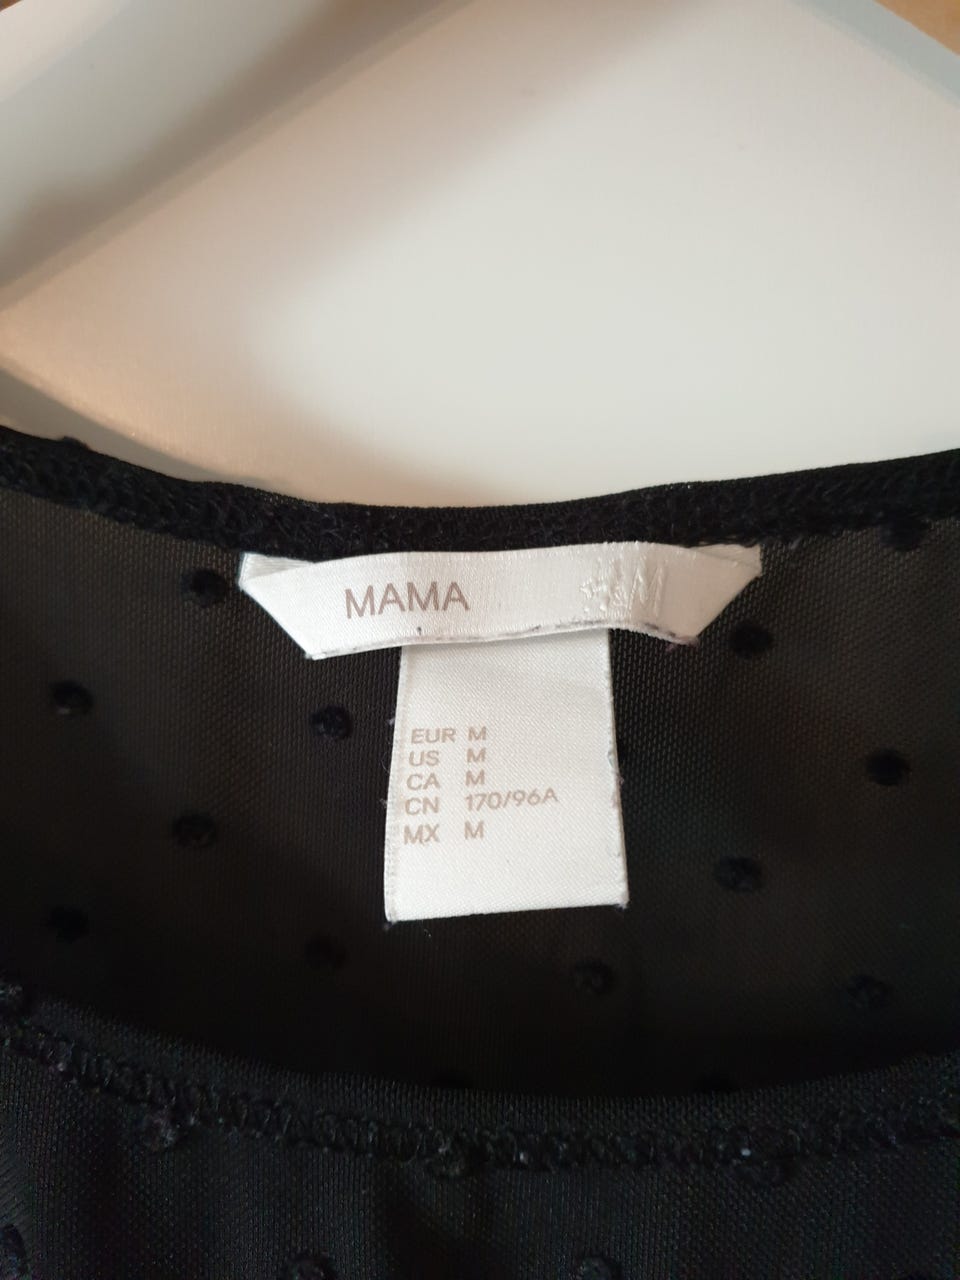 MAMA H&M
EUR M
US M
CA M
CN 170/96A
MX M